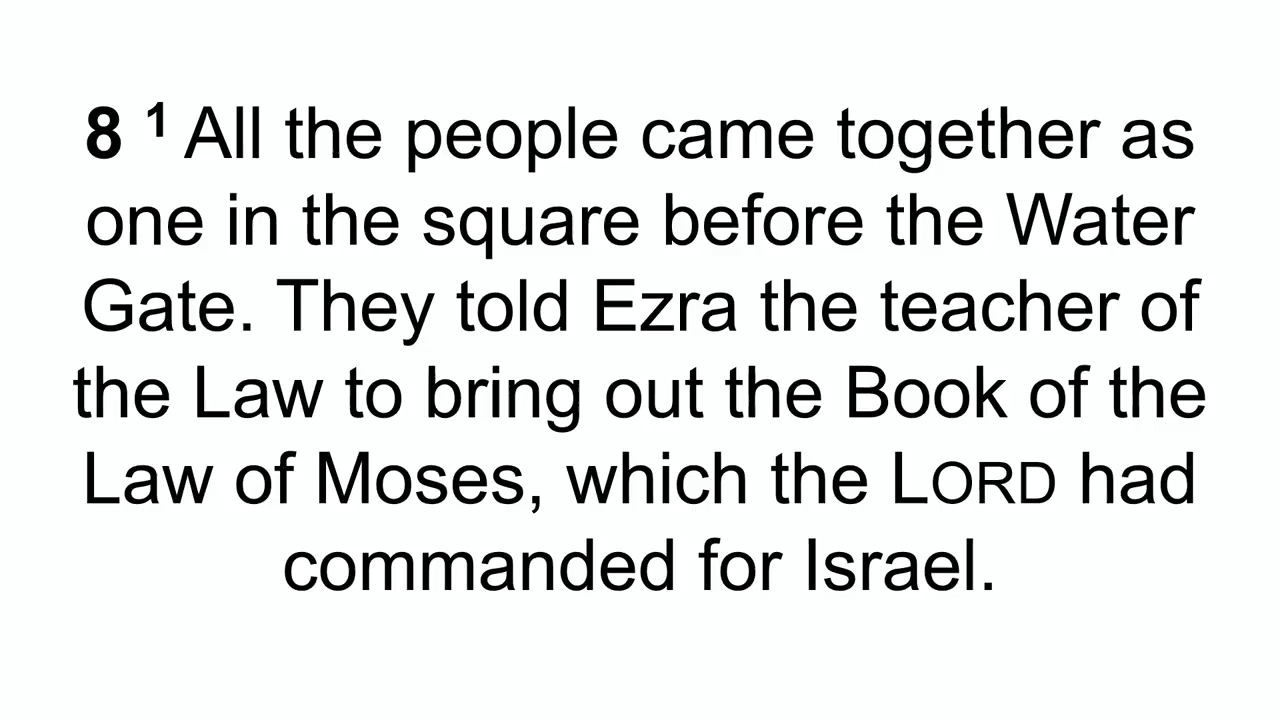 8 1 All the people came together as
one in the square before the Water
Gate. They told Ezra the teacher of
the Law to bring out the Book of the
Law of Moses, which the LORD had
commanded for Israel.